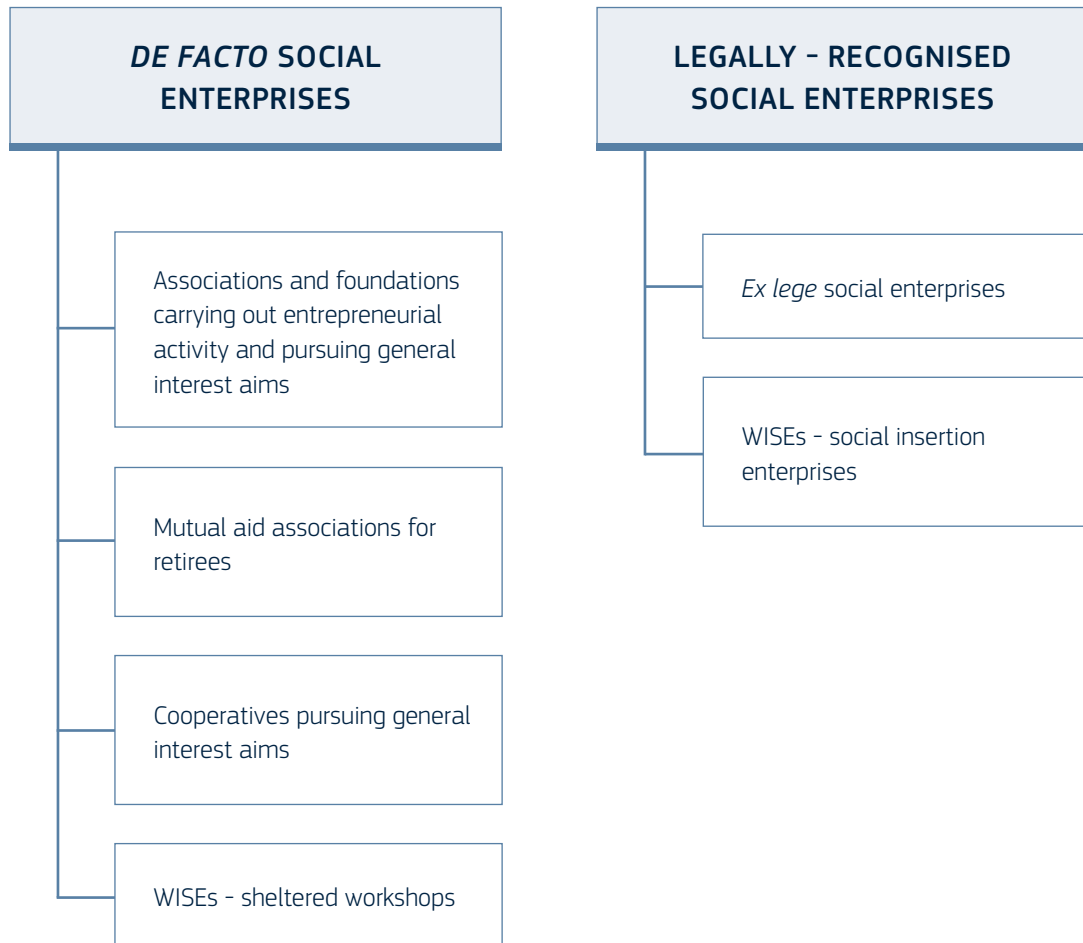 DE FACTO SOCIAL
ENTERPRISES
Associations and foundations
carrying out entrepreneurial
activity and pursuing general
interest aims
Mutual aid associations for
retirees
Cooperatives pursuing general
interest aims
WISEs - sheltered workshops
LEGALLY - RECOGNISED
SOCIAL ENTERPRISES
Ex lege social enterprises
WISEs - social insertion
enterprises